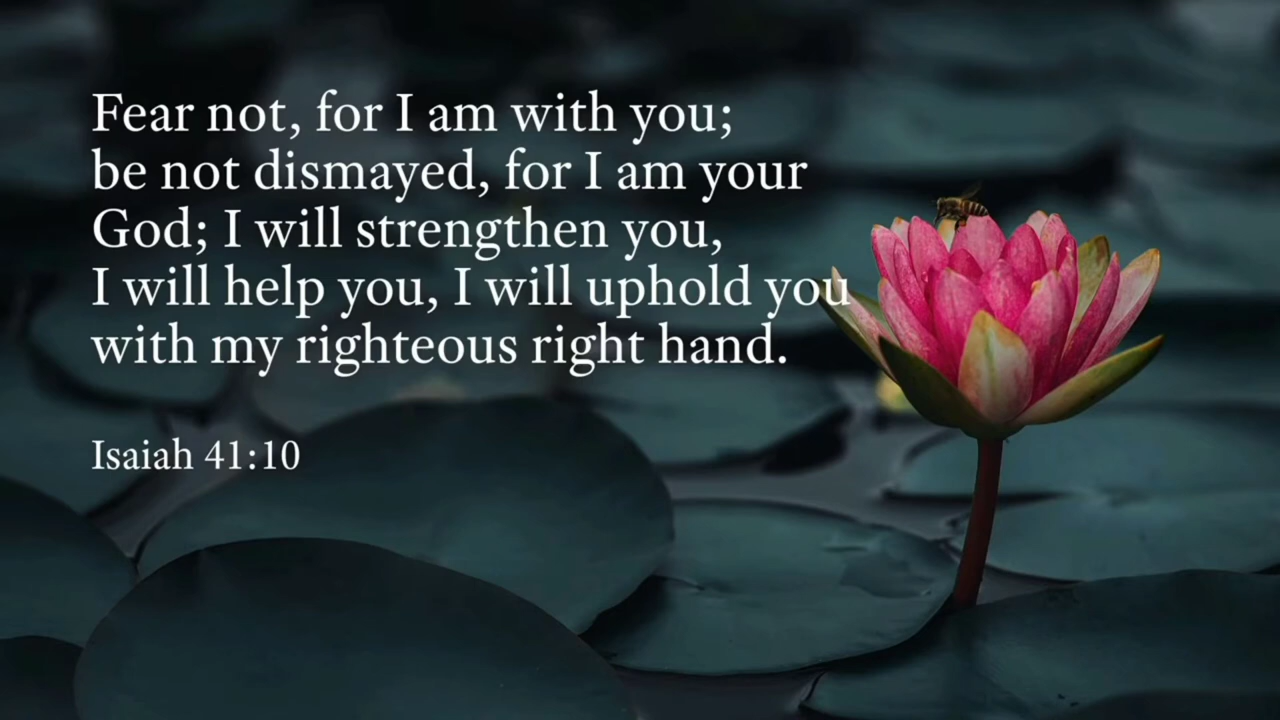 Fear not, for I am with you;
be not dismayed, for I am your
God; I will strengthen you,
I will help you, I will uphold you
with my righteous right hand.
Isaiah 41:10